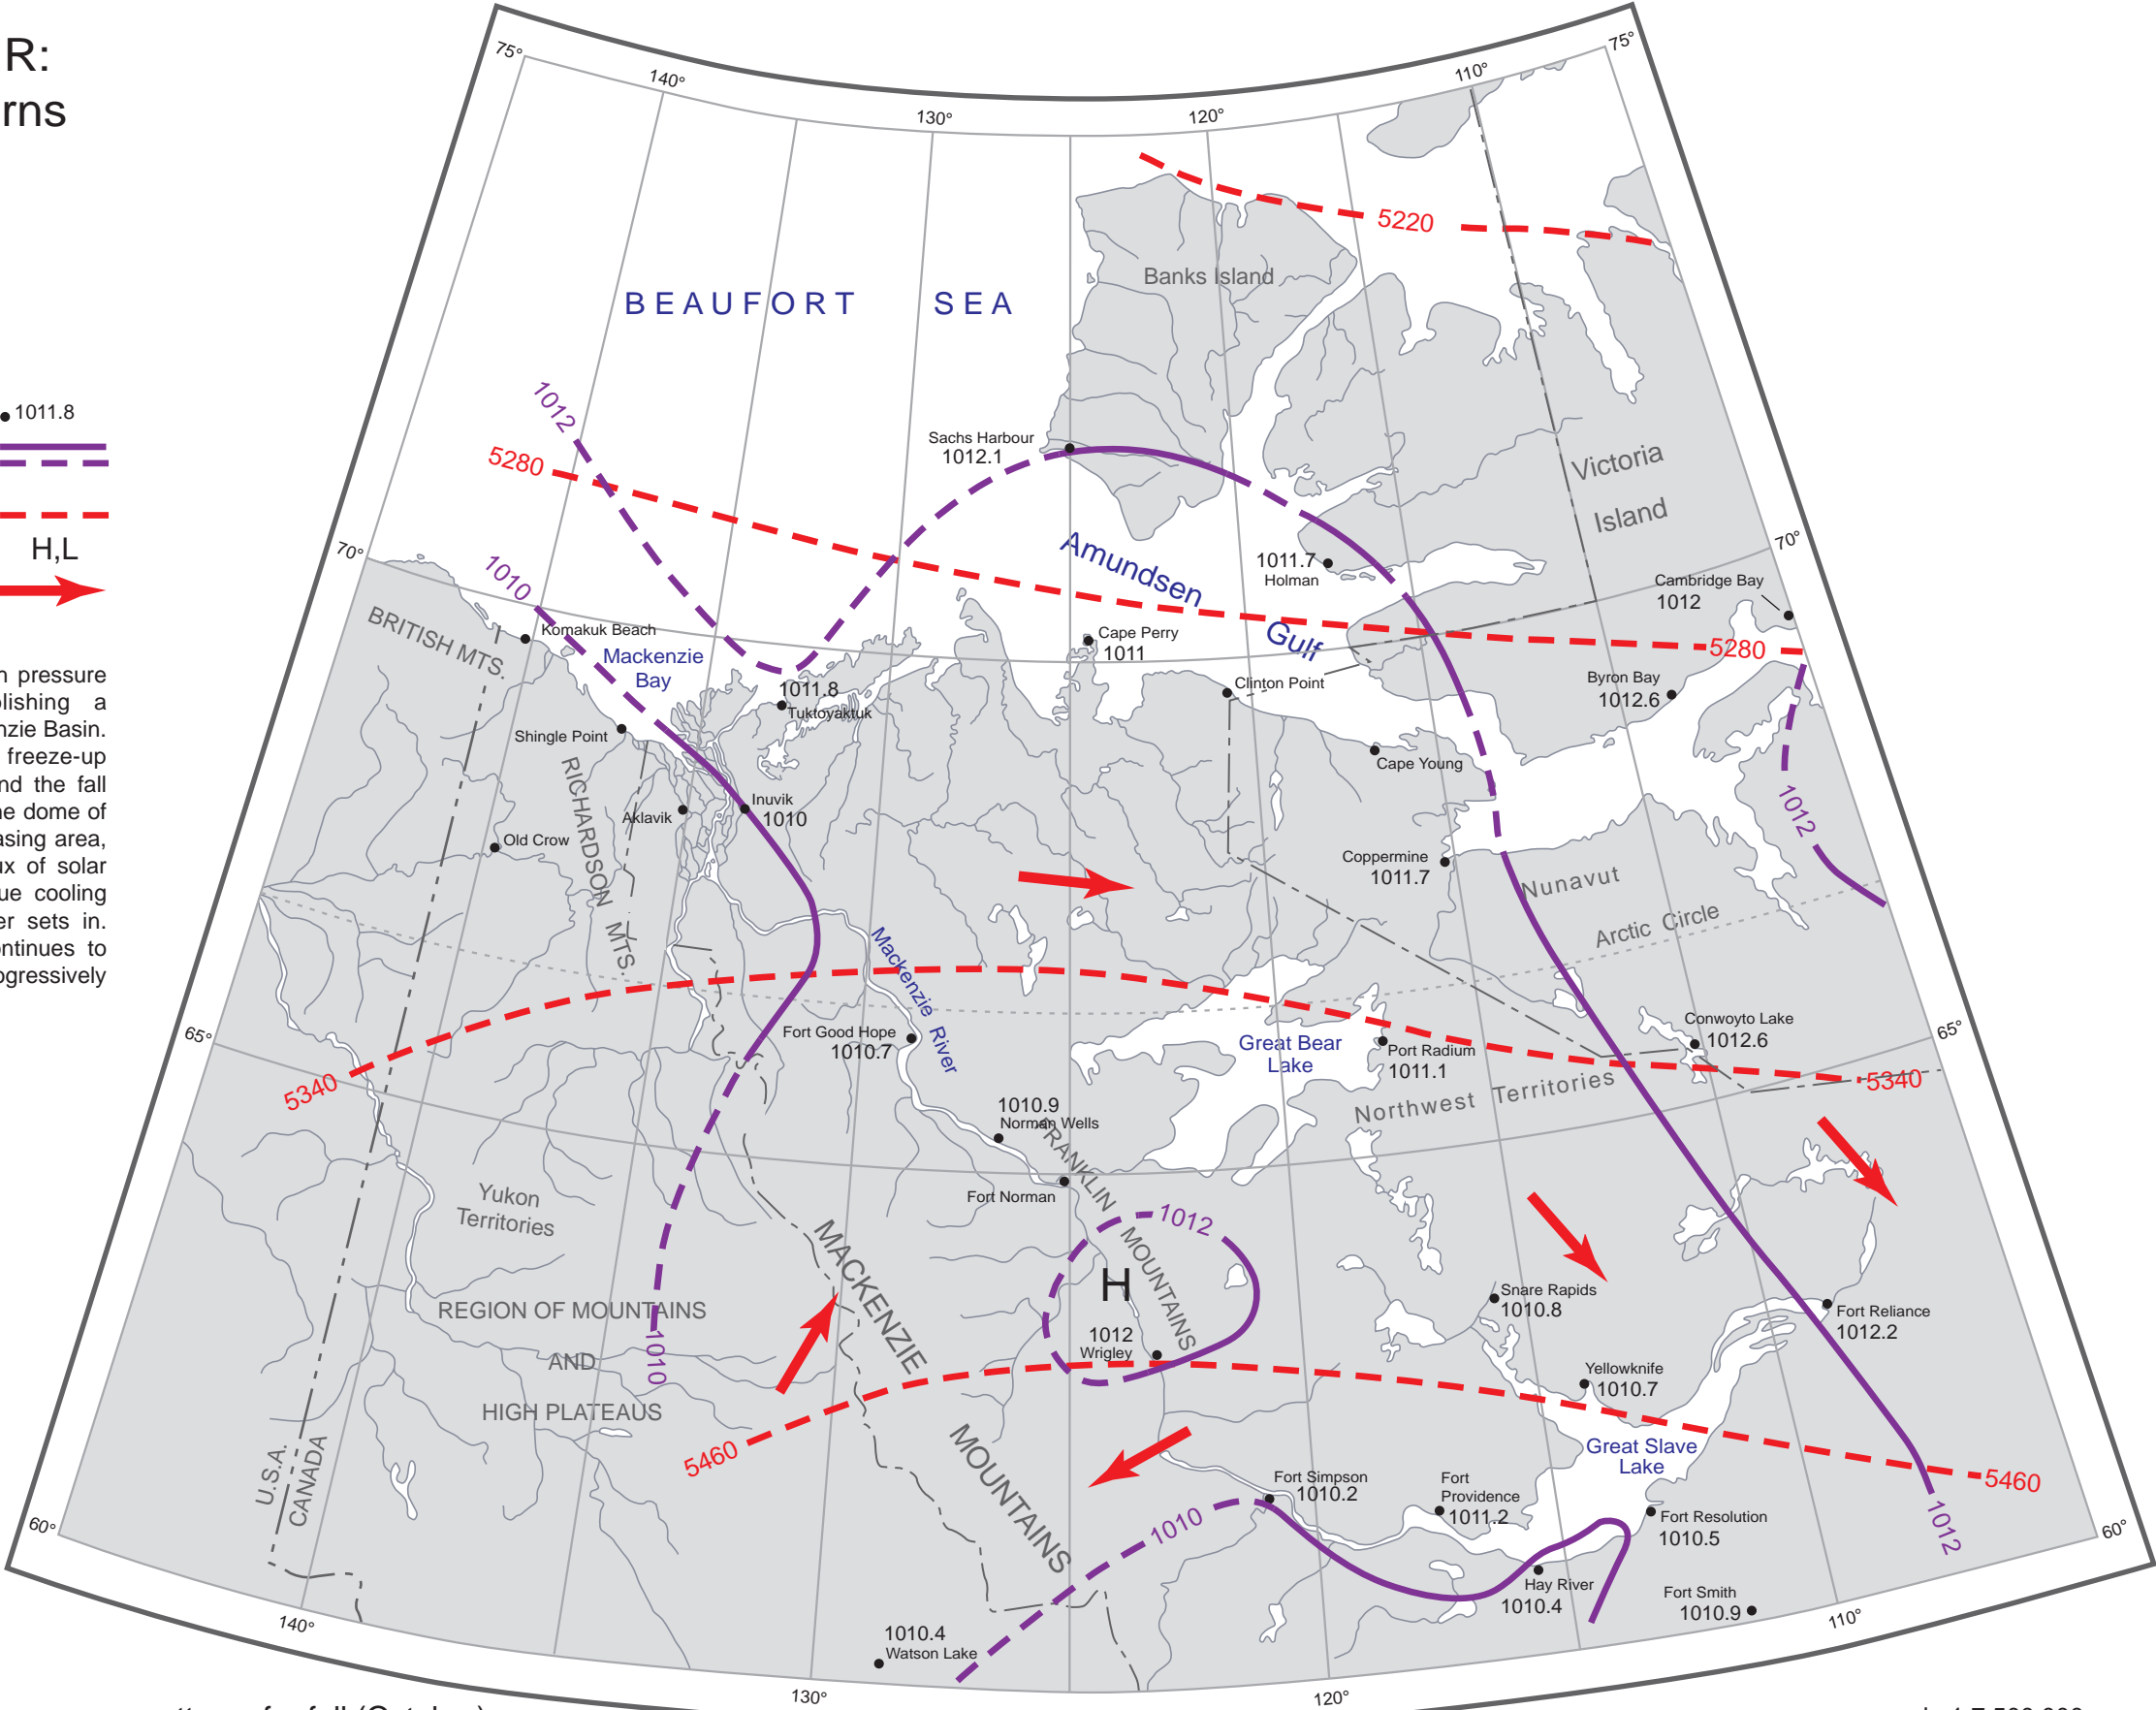 R:
rns
1011.8
H,L
n pressure
blishing a
nzie Basin.
freeze-up
nd the fall
ne dome of
asing area,
ux of solar
ue cooling
er sets in.
ontinues to
ogressively
75°
140°
130°
120°
110°
75°
5220
Banks Island
BEAUFORT SEA
1012
5280
Sachs Harbour
1012.1
Victoria
Island
70°
1010
Amundsen
Gulf
1011.7
Holman
70°
Cambridge Bay
1012
BRITISH MTS.
Komakuk Beach
Mackenzie
Bay
Cape Perry
1011
5280
1011.8
Tuktoyaktuk
Clinton Point
Byron Bay
1012.6
Shingle Point
Cape Young
RICHARDSON MTS.
Inuvik
1010
Aklavik
1012
Old Crow
Coppermine
1011.7
Nunavut
Arctic Circle
Mackenzie River
65°
Fort Good Hope
1010.7
Great Bear
Lake
Port Radium
1011.1
Conwoyto Lake
1012.6
65°
5340
5340
Northwest Territories
1010.9
Norman Wells
FRANKLIN MOUNTAINS
Fort Norman
Yukon
Territories
1012
H
MACKENZIE MOUNTAINS
REGION OF MOUNTAINS
AND
HIGH PLATEAUS
1010
1012
Wrigley
Snare Rapids
1010.8
Fort Reliance
1012.2
Yellowknife
1010.7
5460
U.S.A.
CANADA
Great Slave
Lake
5460
Fort Simpson
1010.2
Fort
Providence
1011.2
Fort Resolution
1010.5
1010
1012
60°
60°
Hay River
1010.4
Fort Smith
1010.9
1010.4
Watson Lake
140°
130°
120°
110°